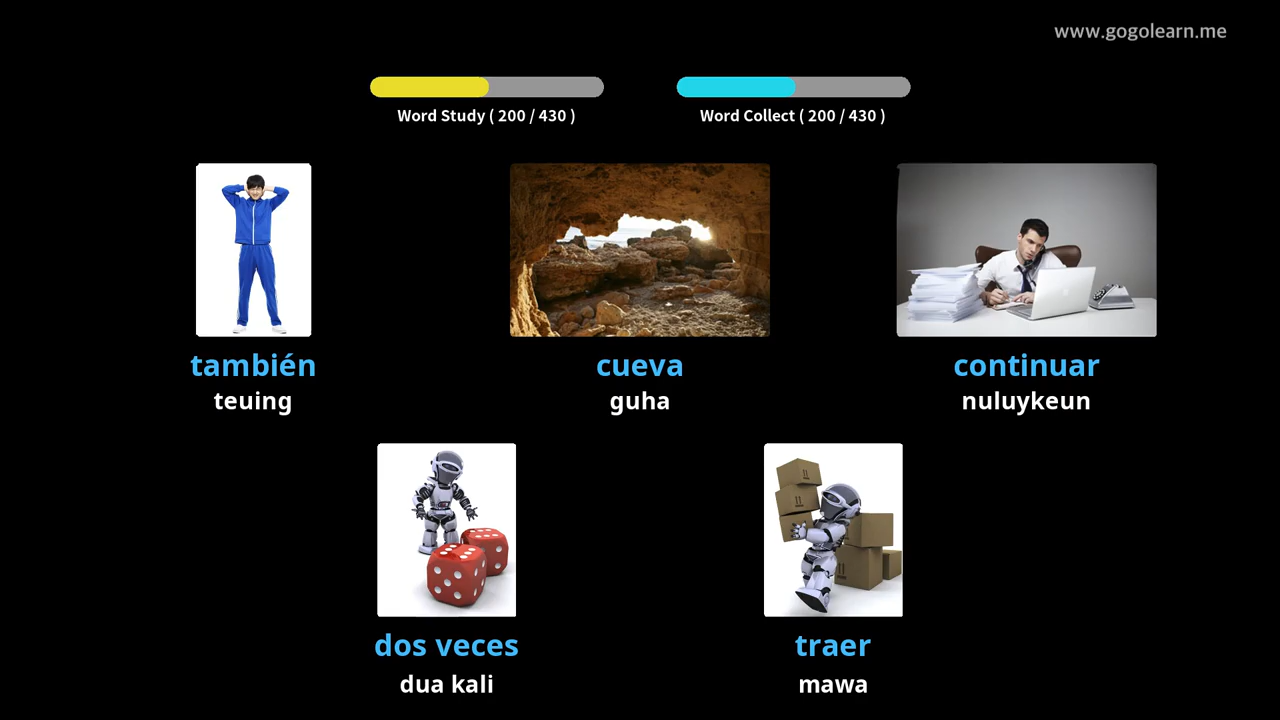 www.gogolearn.me
Word Study ( 200 / 430 )
Word Collect ( 200 / 430 )
también
teuing
cueva
guha
continuar
nuluykeun
dos veces
dua kali
traer
mawa